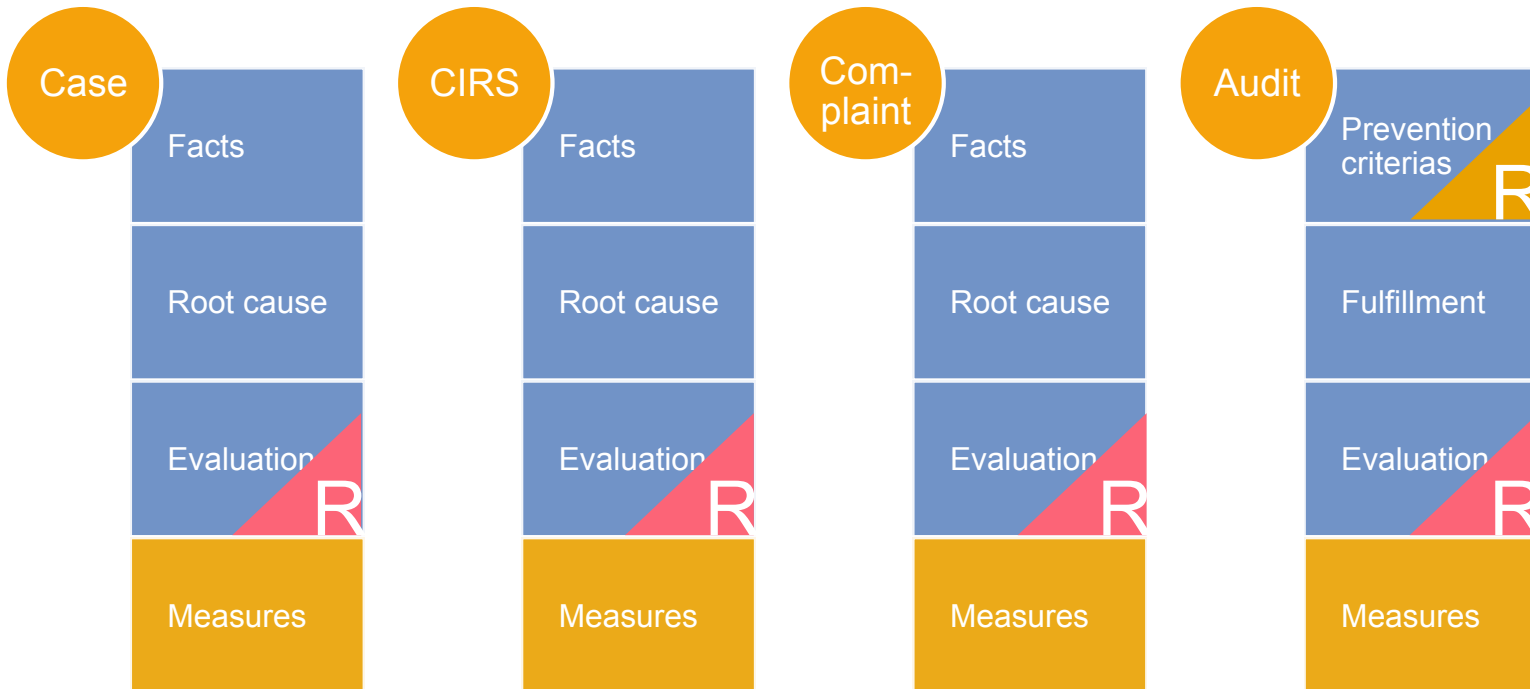 Case
Facts
Root cause
Evaluation
R
Measures
CIRS
Facts
Root cause
Evaluation
R
Measures
Com-
plaint
Facts
Root cause
Evaluation
R
Measures
Audit
Prevention
criterias
R
Fulfillment
Evaluation
R
Measures